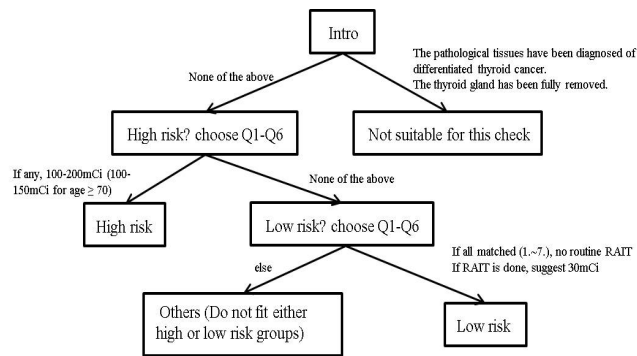 Intro
The pathological tissues have been diagnosed of
differentiated thyroid cancer.
The thyroid gland has been fully removed.
None of the above
High risk? choose Q1-Q6
Not suitable for this check
If any, 100-200mCi (100-
150mCi for age ≥ 70)
None of the above
High risk
Low risk? choose Q1-Q6
If all matched (1.~7.), no routine RAIT
If RAIT is done, suggest 30mCi
else
Others (Do not fit either
high or low risk groups)
Low risk